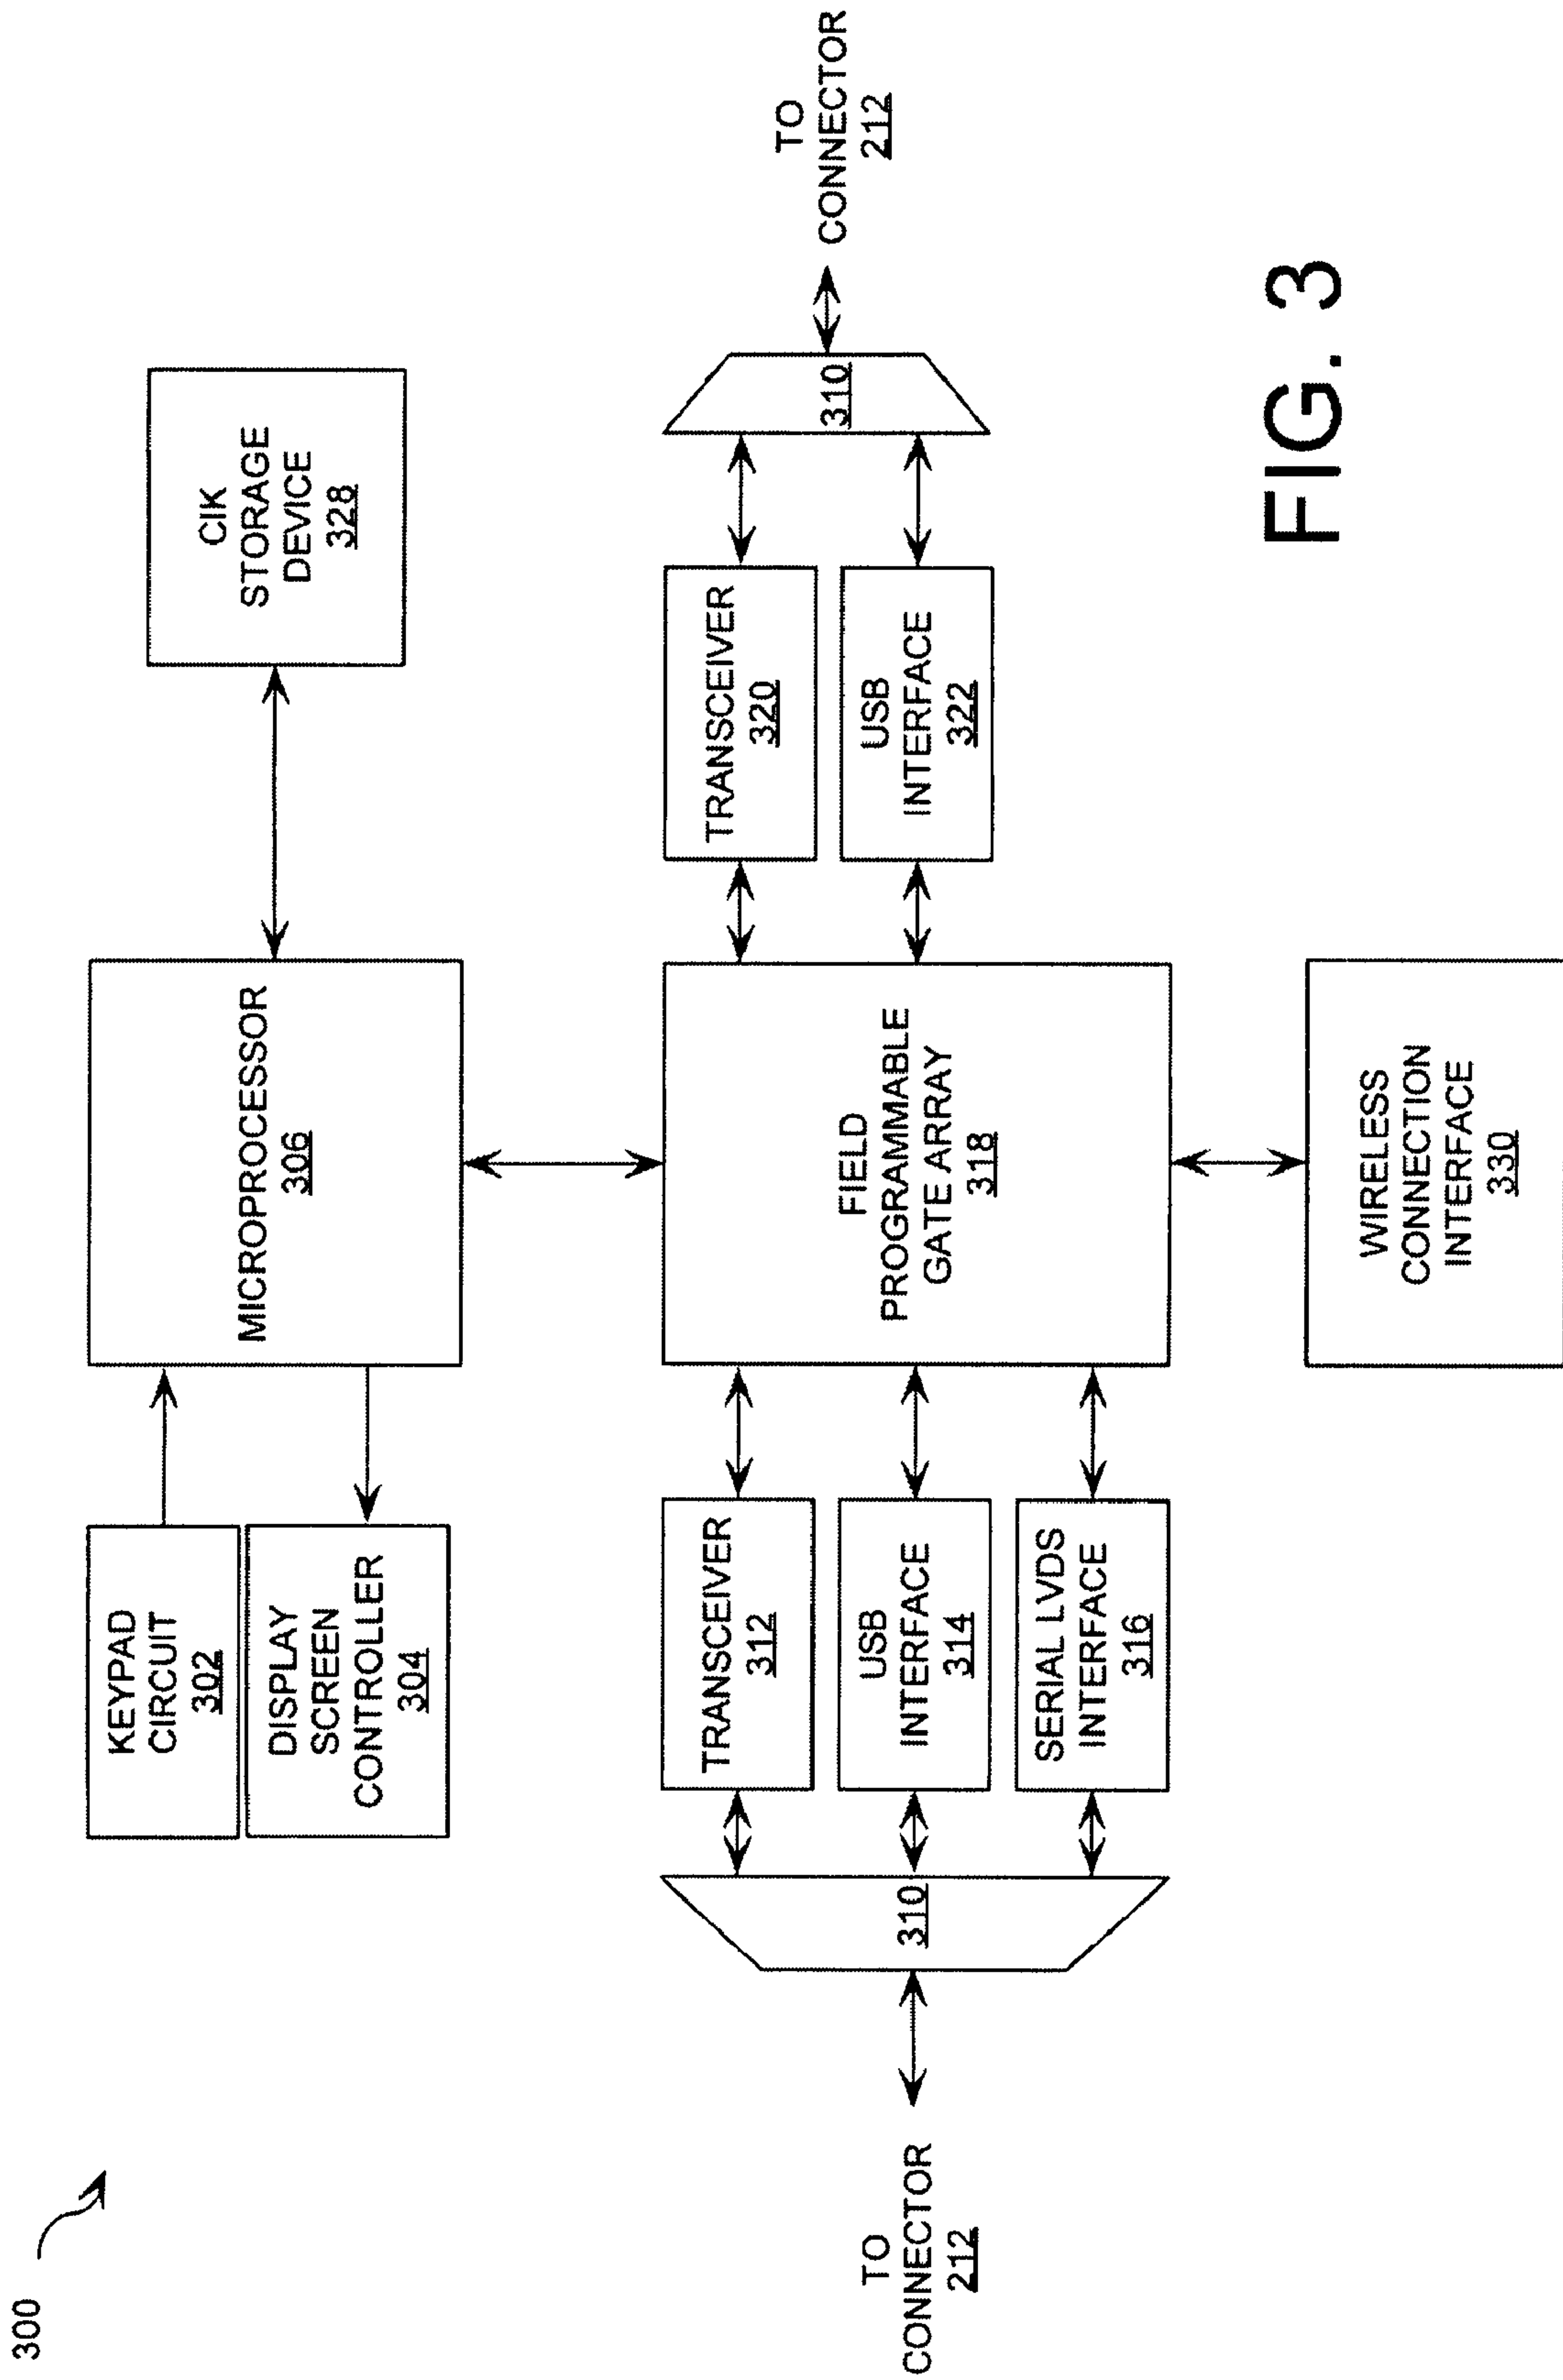 300
KEYPAD
CIRCUIT
302
DISPLAY
SCREEN
CONTROLLER
304
MICROPROCESSOR
306
CIK
STORAGE
DEVICE
328
TO
CONNECTOR
212
310
TRANSCEIVER
312
USB
INTERFACE
314
SERIAL LVDS
INTERFACE
316
FIELD
PROGRAMMABLE
GATE ARRAY
318
TRANSCEIVER
320
USB
INTERFACE
322
310
TO
CONNECTOR
212
WIRELESS
CONNECTION
INTERFACE
330
FIG. 3